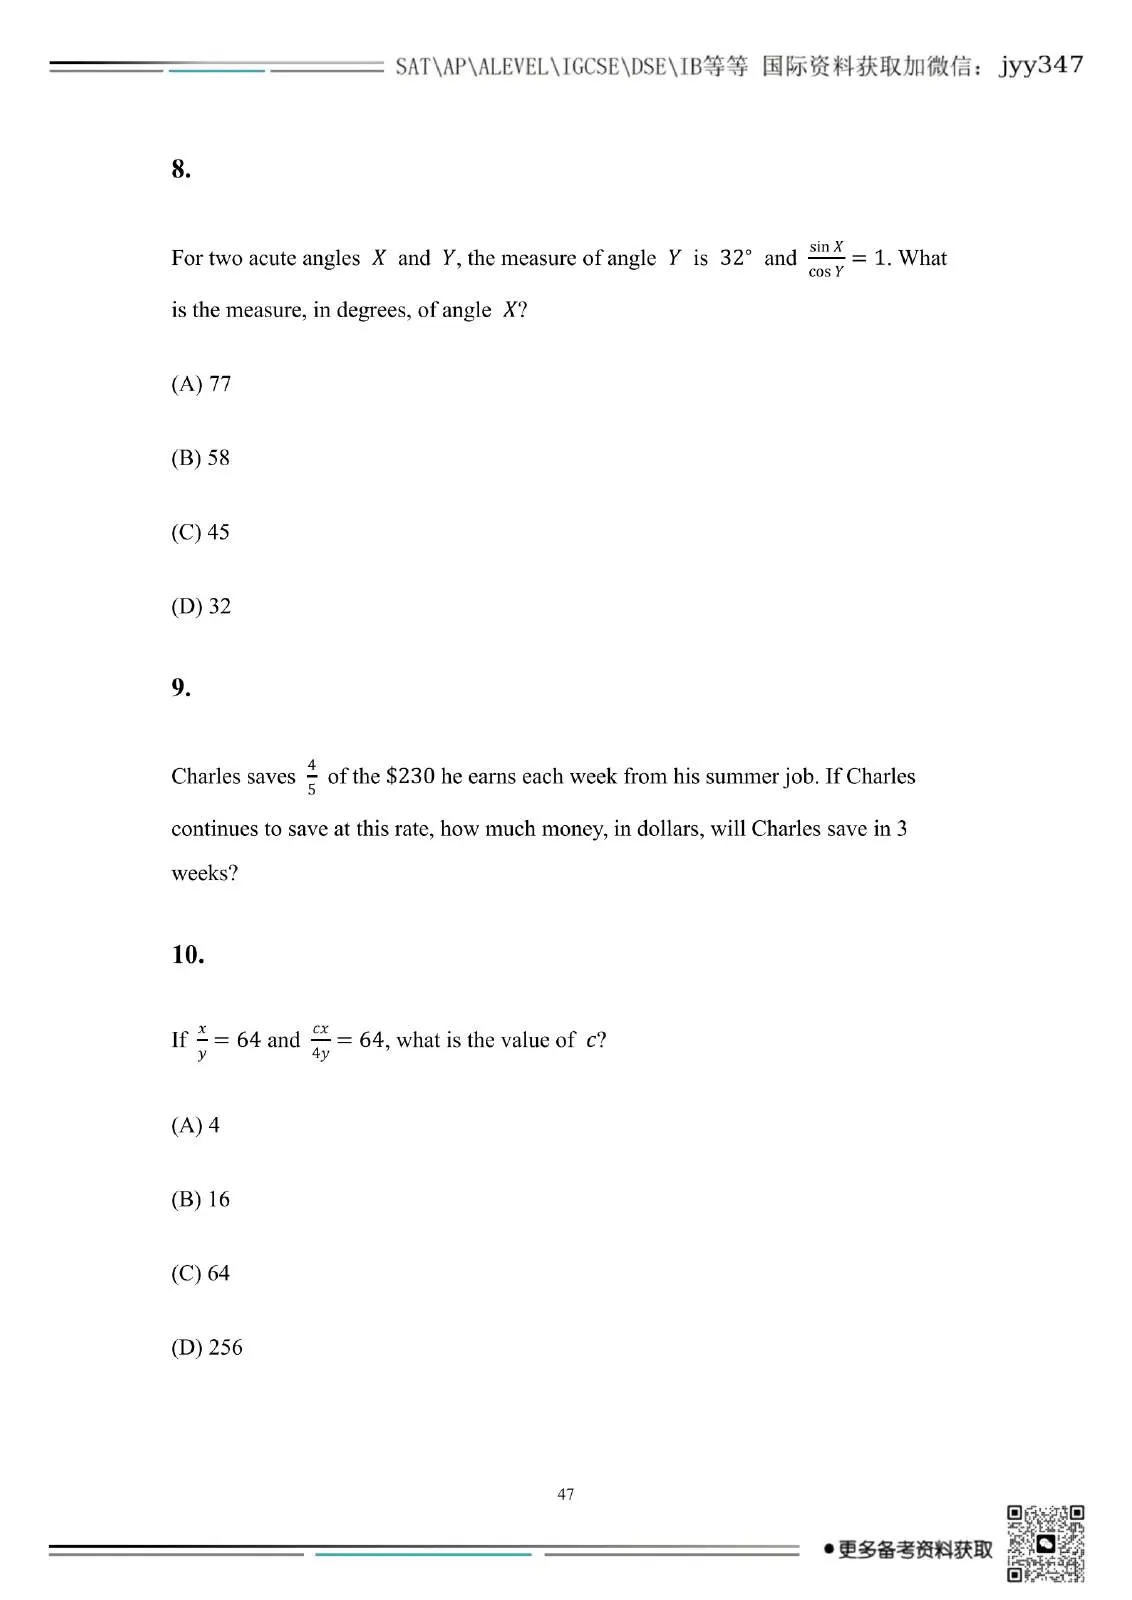 SAT\AP\ALEVEL\IGCSE\DSE\IB等等 国际资料获取加微信: jyy347
8.
For two acute angles X and Y, the measure of angle Y is 32° and sin X / cos Y = 1. What
is the measure, in degrees, of angle X?
(A) 77
(B) 58
(C) 45
(D) 32
9.
Charles saves 4/5 of the $230 he earns each week from his summer job. If Charles
continues to save at this rate, how much money, in dollars, will Charles save in 3
weeks?
10.
If x/y = 64 and cx/4y = 64, what is the value of c?
(A) 4
(B) 16
(C) 64
(D) 256
47
●更多备考资料获取